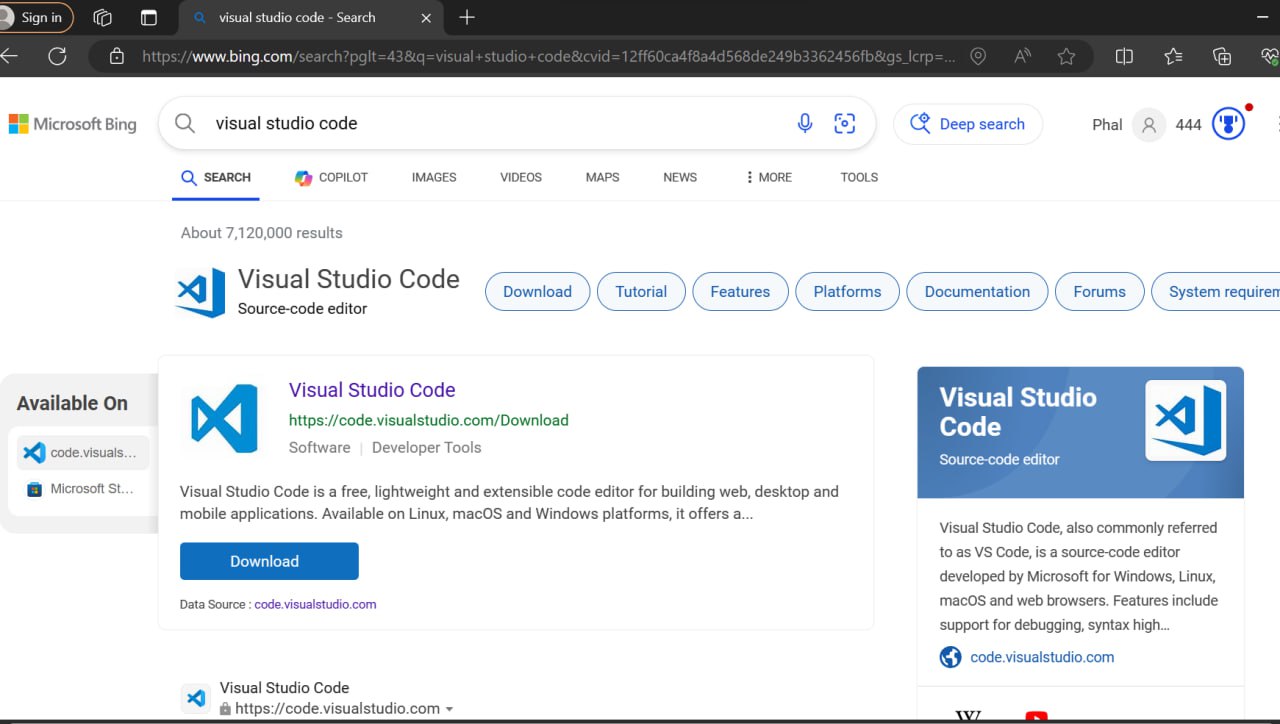 Sign in
visual studio code - Search
https://www.bing.com/search?pglt=43&q=visual+studio+code&cvid=12ff60ca4f8a4d568de249b3362456fb&gs_lcrp=...
Microsoft Bing
visual studio code
Deep search
Phal
444
SEARCH
COPILOT
IMAGES
VIDEOS
MAPS
NEWS
MORE
TOOLS
About 7,120,000 results
Visual Studio Code
Source-code editor
Download
Tutorial
Features
Platforms
Documentation
Forums
System requirem
Available On
code.visuals...
Microsoft St...
Visual Studio Code
https://code.visualstudio.com/Download
Software | Developer Tools
Visual Studio Code is a free, lightweight and extensible code editor for building web, desktop and
mobile applications. Available on Linux, macOS and Windows platforms, it offers a...
Download
Data Source : code.visualstudio.com
Visual Studio Code
https://code.visualstudio.com
Visual Studio
Code
Source-code editor
Visual Studio Code, also commonly referred
to as VS Code, is a source-code editor
developed by Microsoft for Windows, Linux,
macOS and web browsers. Features include
support for debugging, syntax high...
code.visualstudio.com
W